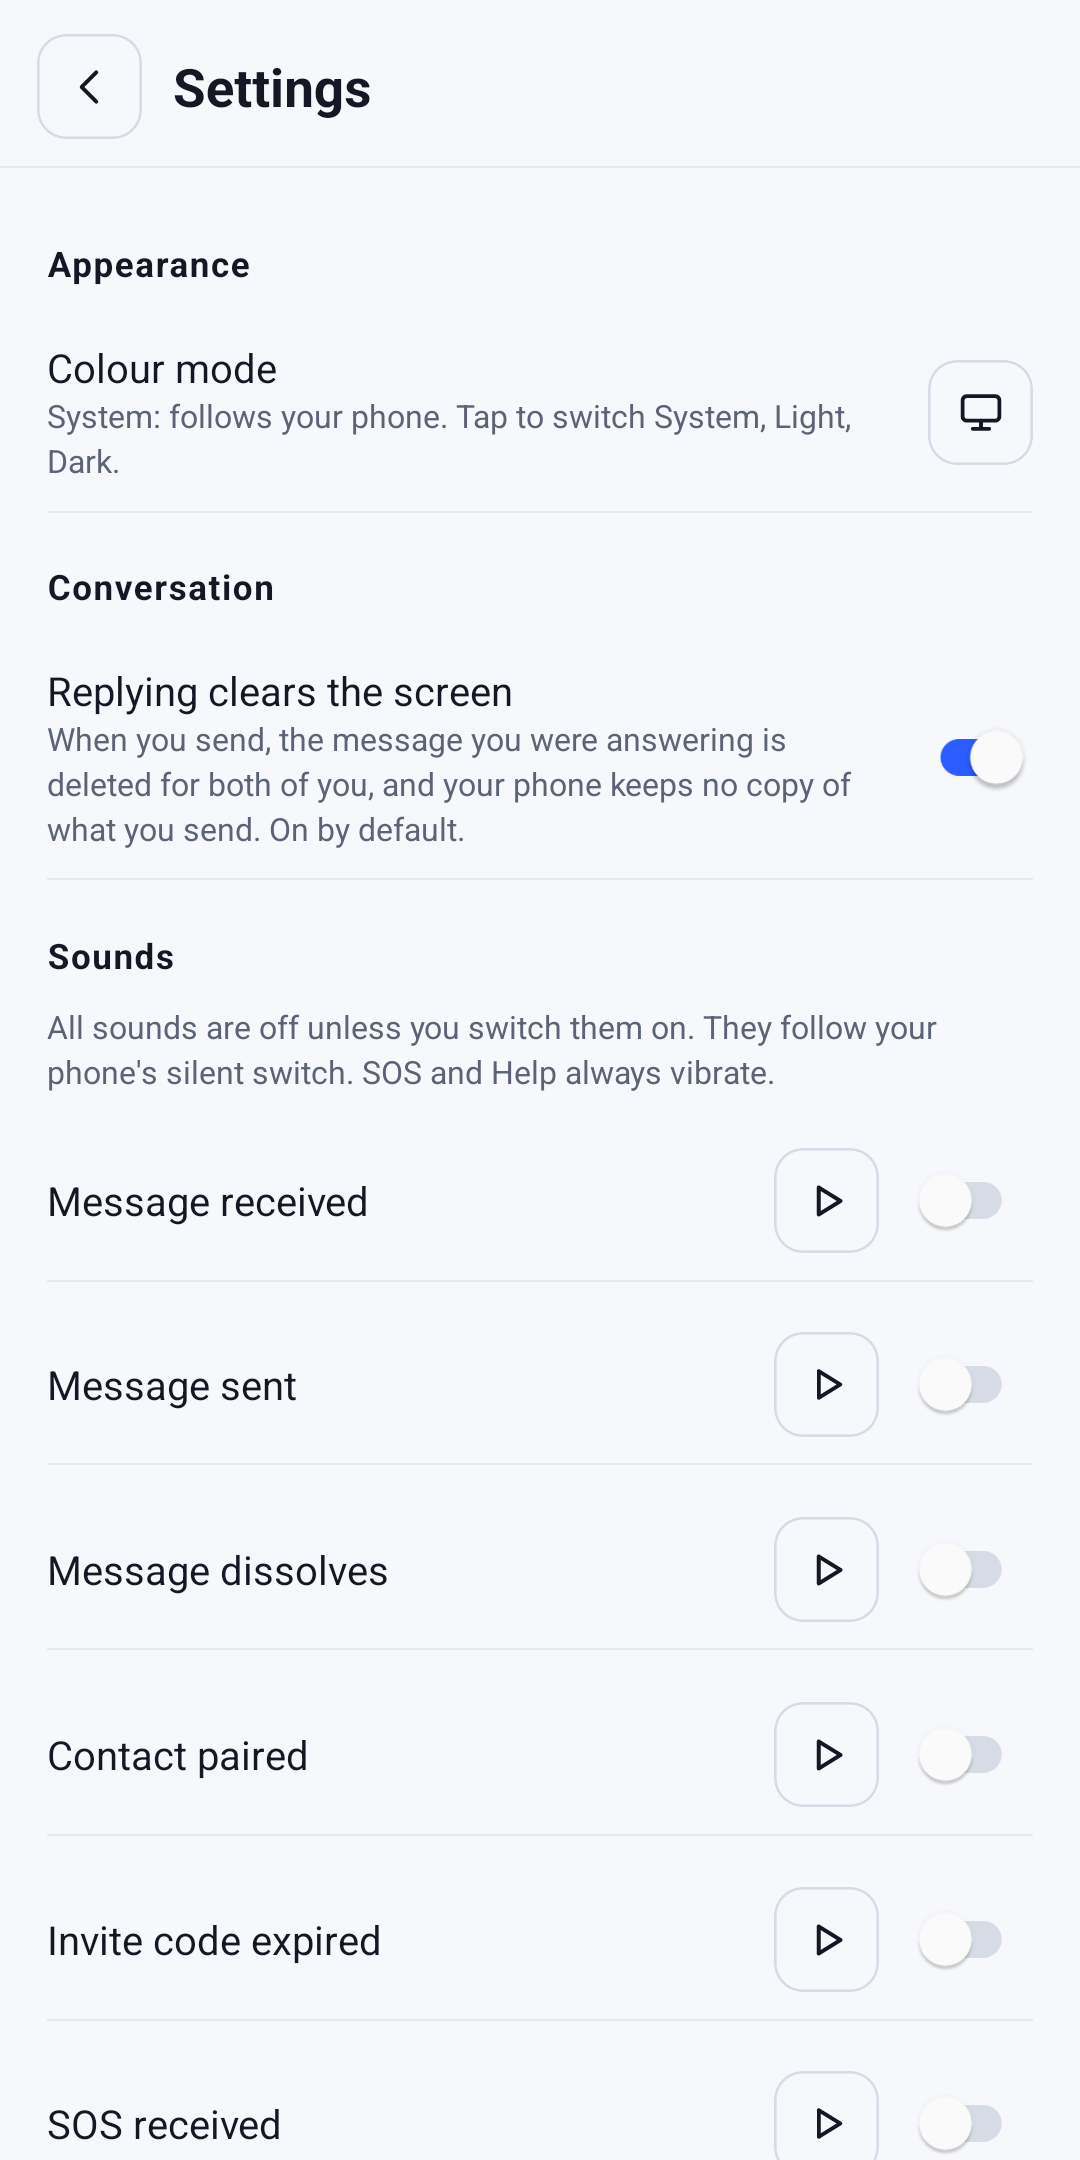 Settings
Appearance
Colour mode
System: follows your phone. Tap to switch System, Light,
Dark.
Conversation
Replying clears the screen
When you send, the message you were answering is
deleted for both of you, and your phone keeps no copy of
what you send. On by default.
Sounds
All sounds are off unless you switch them on. They follow your
phone's silent switch. SOS and Help always vibrate.
Message received
Message sent
Message dissolves
Contact paired
Invite code expired
SOS received